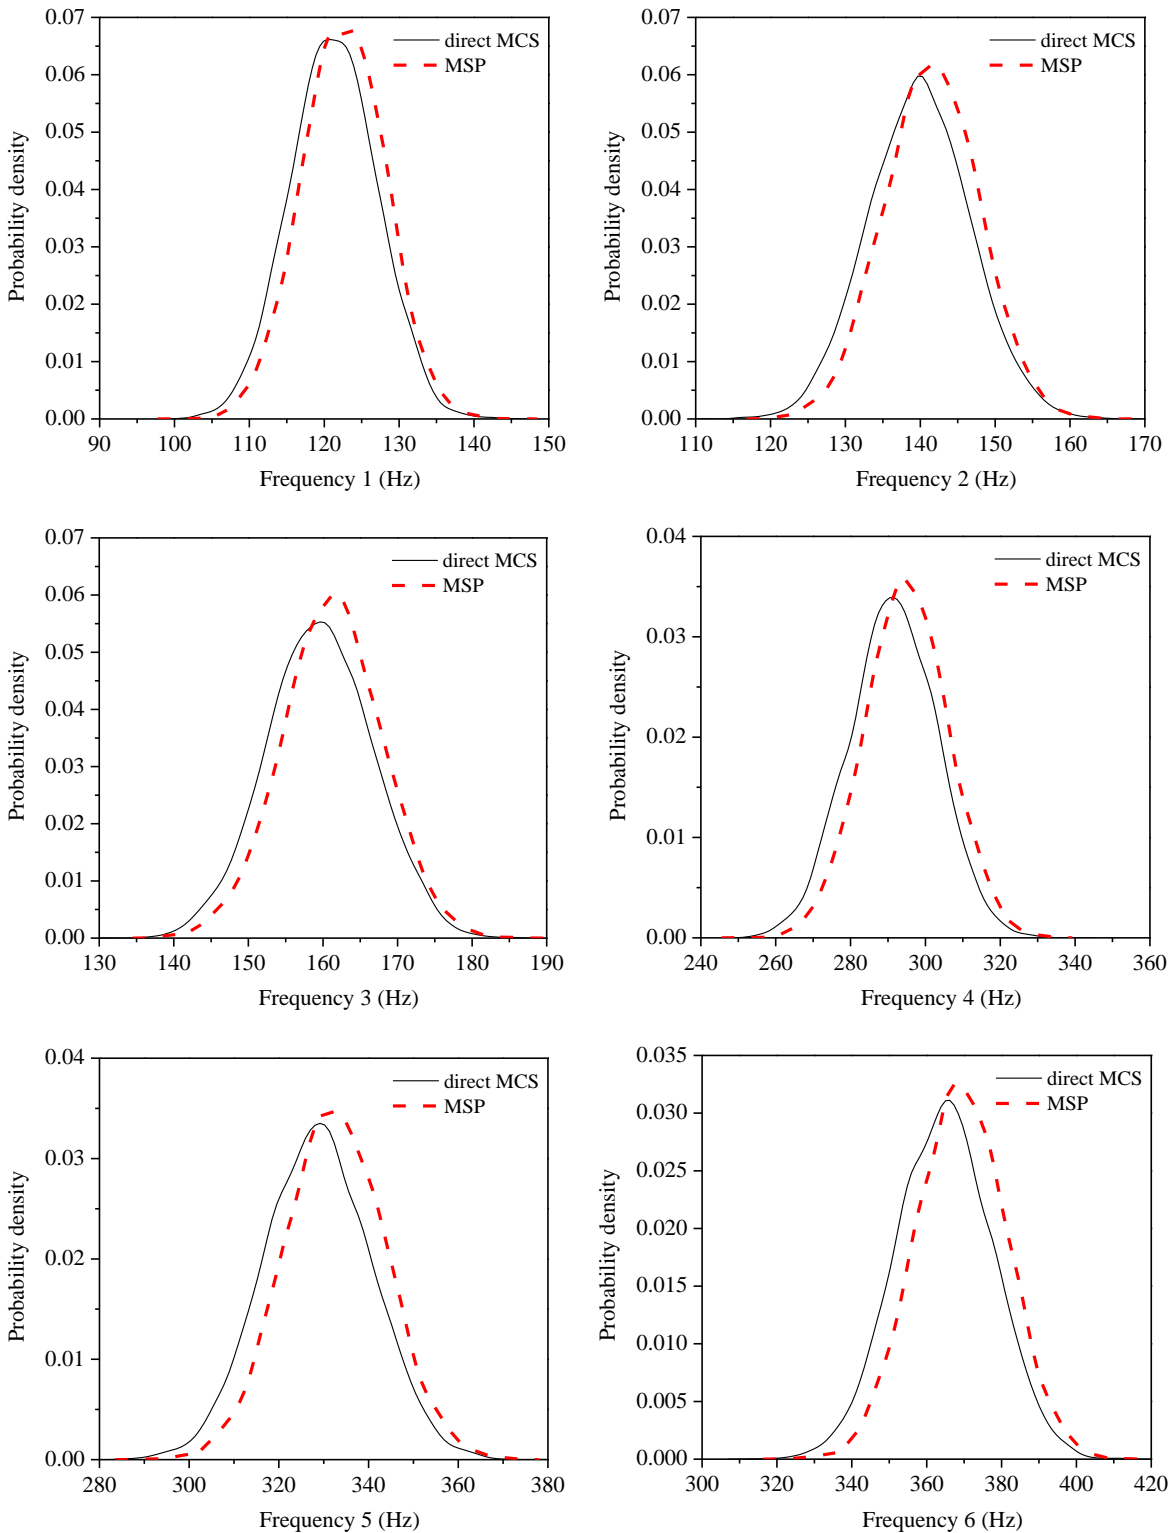 0.07
0.06
0.05
0.04
0.03
0.02
0.01
0.00
Probability density
90 100 110 120 130 140 150
Frequency 1 (Hz)
direct MCS
MSP
0.07
0.06
0.05
0.04
0.03
0.02
0.01
0.00
Probability density
110 120 130 140 150 160 170
Frequency 2 (Hz)
direct MCS
MSP
0.07
0.06
0.05
0.04
0.03
0.02
0.01
0.00
Probability density
130 140 150 160 170 180 190
Frequency 3 (Hz)
direct MCS
MSP
0.04
0.03
0.02
0.01
0.00
Probability density
240 260 280 300 320 340 360
Frequency 4 (Hz)
direct MCS
MSP
0.04
0.03
0.02
0.01
0.00
Probability density
280 300 320 340 360 380
Frequency 5 (Hz)
direct MCS
MSP
0.035
0.030
0.025
0.020
0.015
0.010
0.005
0.000
Probability density
300 320 340 360 380 400 420
Frequency 6 (Hz)
direct MCS
MSP